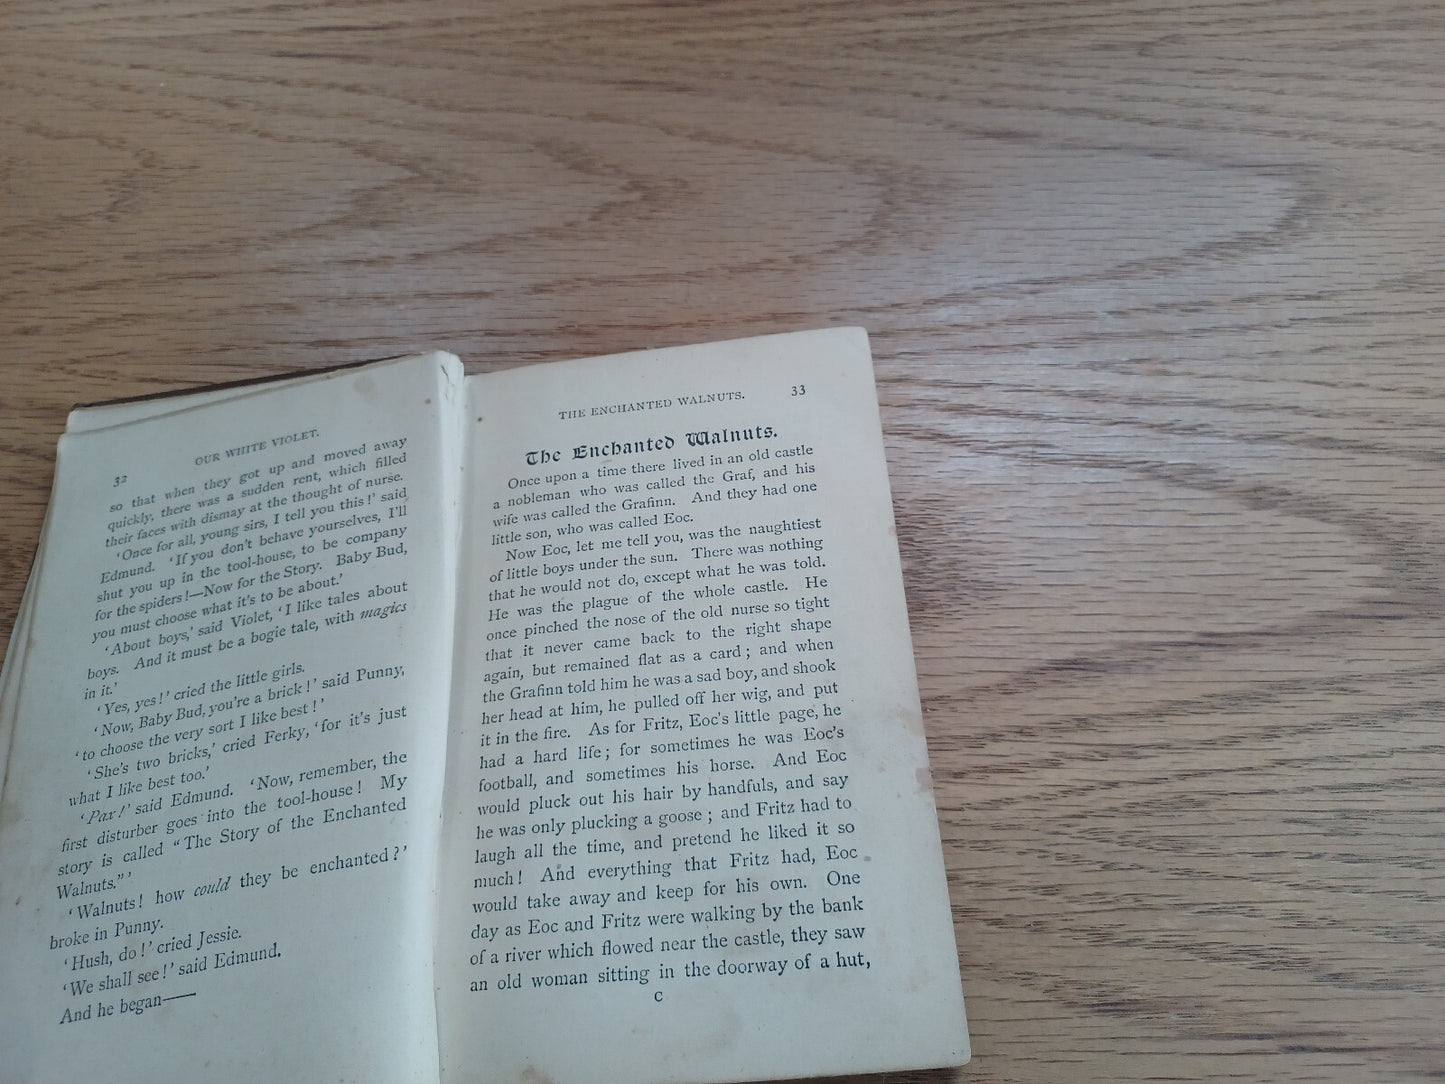 32
OUR WHITE VIOLET.
so that when they got up and moved away
quickly, there was a sudden rent, which filled
their faces with dismay at the thought of nurse.
‘Once for all, young sirs, I tell you this!’ said
Edmund. ‘If you don't behave yourselves, I'll
shut you up in the tool-house, to be company
for the spiders!—Now for the Story. Baby Bud,
you must choose what it's to be about.’
‘About boys,’ said Violet, ‘I like tales about
boys. And it must be a bogie tale, with magics
in it.’
‘Yes, yes!’ cried the little girls.
‘Now, Baby Bud, you're a brick!’ said Punny,
‘to choose the very sort I like best!’
‘She's two bricks,’ cried Ferky, ‘for it's just
what I like best too.’
‘Pax!’ said Edmund. ‘Now, remember, the
first disturber goes into the tool-house! My
story is called “The Story of the Enchanted
Walnuts.”’
‘Walnuts! how could they be enchanted?’
broke in Punny.
‘Hush, do!’ cried Jessie.
‘We shall see!’ said Edmund.
And he began——
THE ENCHANTED WALNUTS. 33
The Enchanted Walnuts.
Once upon a time there lived in an old castle
a nobleman who was called the Graf, and his
wife was called the Grafinn. And they had one
little son, who was called Eoc.
Now Eoc, let me tell you, was the naughtiest
of little boys under the sun. There was nothing
that he would not do, except what he was told.
He was the plague of the whole castle. He
once pinched the nose of the old nurse so tight
that it never came back to the right shape
again, but remained flat as a card; and when
the Grafinn told him he was a sad boy, and shook
her head at him, he pulled off her wig, and put
it in the fire. As for Fritz, Eoc's little page, he
had a hard life; for sometimes he was Eoc's
football, and sometimes his horse. And Eoc
would pluck out his hair by handfuls, and say
he was only plucking a goose; and Fritz had to
laugh all the time, and pretend he liked it so
much! And everything that Fritz had, Eoc
would take away and keep for his own. One
day as Eoc and Fritz were walking by the bank
of a river which flowed near the castle, they saw
an old woman sitting in the doorway of a hut,
C